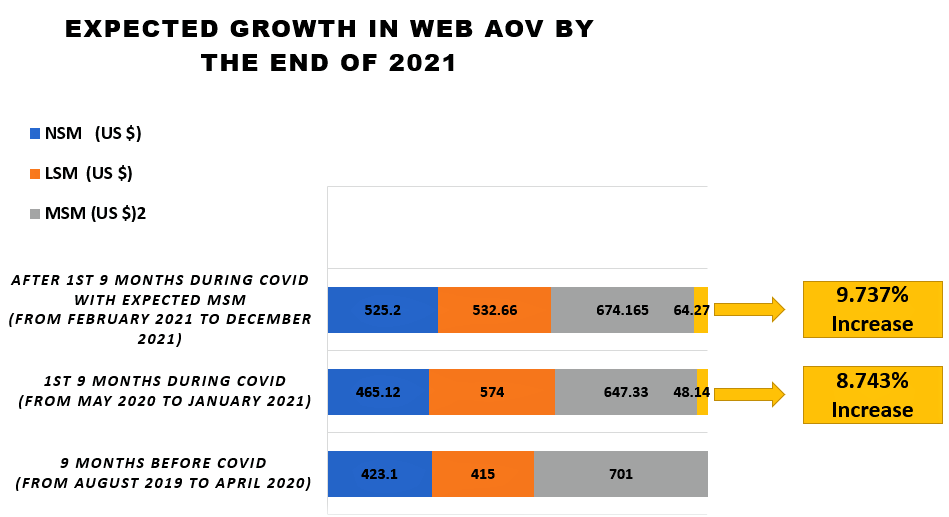 EXPECTED GROWTH IN WEB AOV BY
THE END OF 2021
NSM (US $)
LSM (US $)
MSM (US $)2
AFTER 1ST 9 MONTHS DURING COVID
WITH EXPECTED MSM
(FROM FEBRUARY 2021 TO DECEMBER
2021)
525.2 532.66 674.165 64.27
9.737%
Increase
1ST 9 MONTHS DURING COVID
(FROM MAY 2020 TO JANUARY 2021)
465.12 574 647.33 48.14
8.743%
Increase
9 MONTHS BEFORE COVID
(FROM AUGUST 2019 TO APRIL 2020)
423.1 415 701